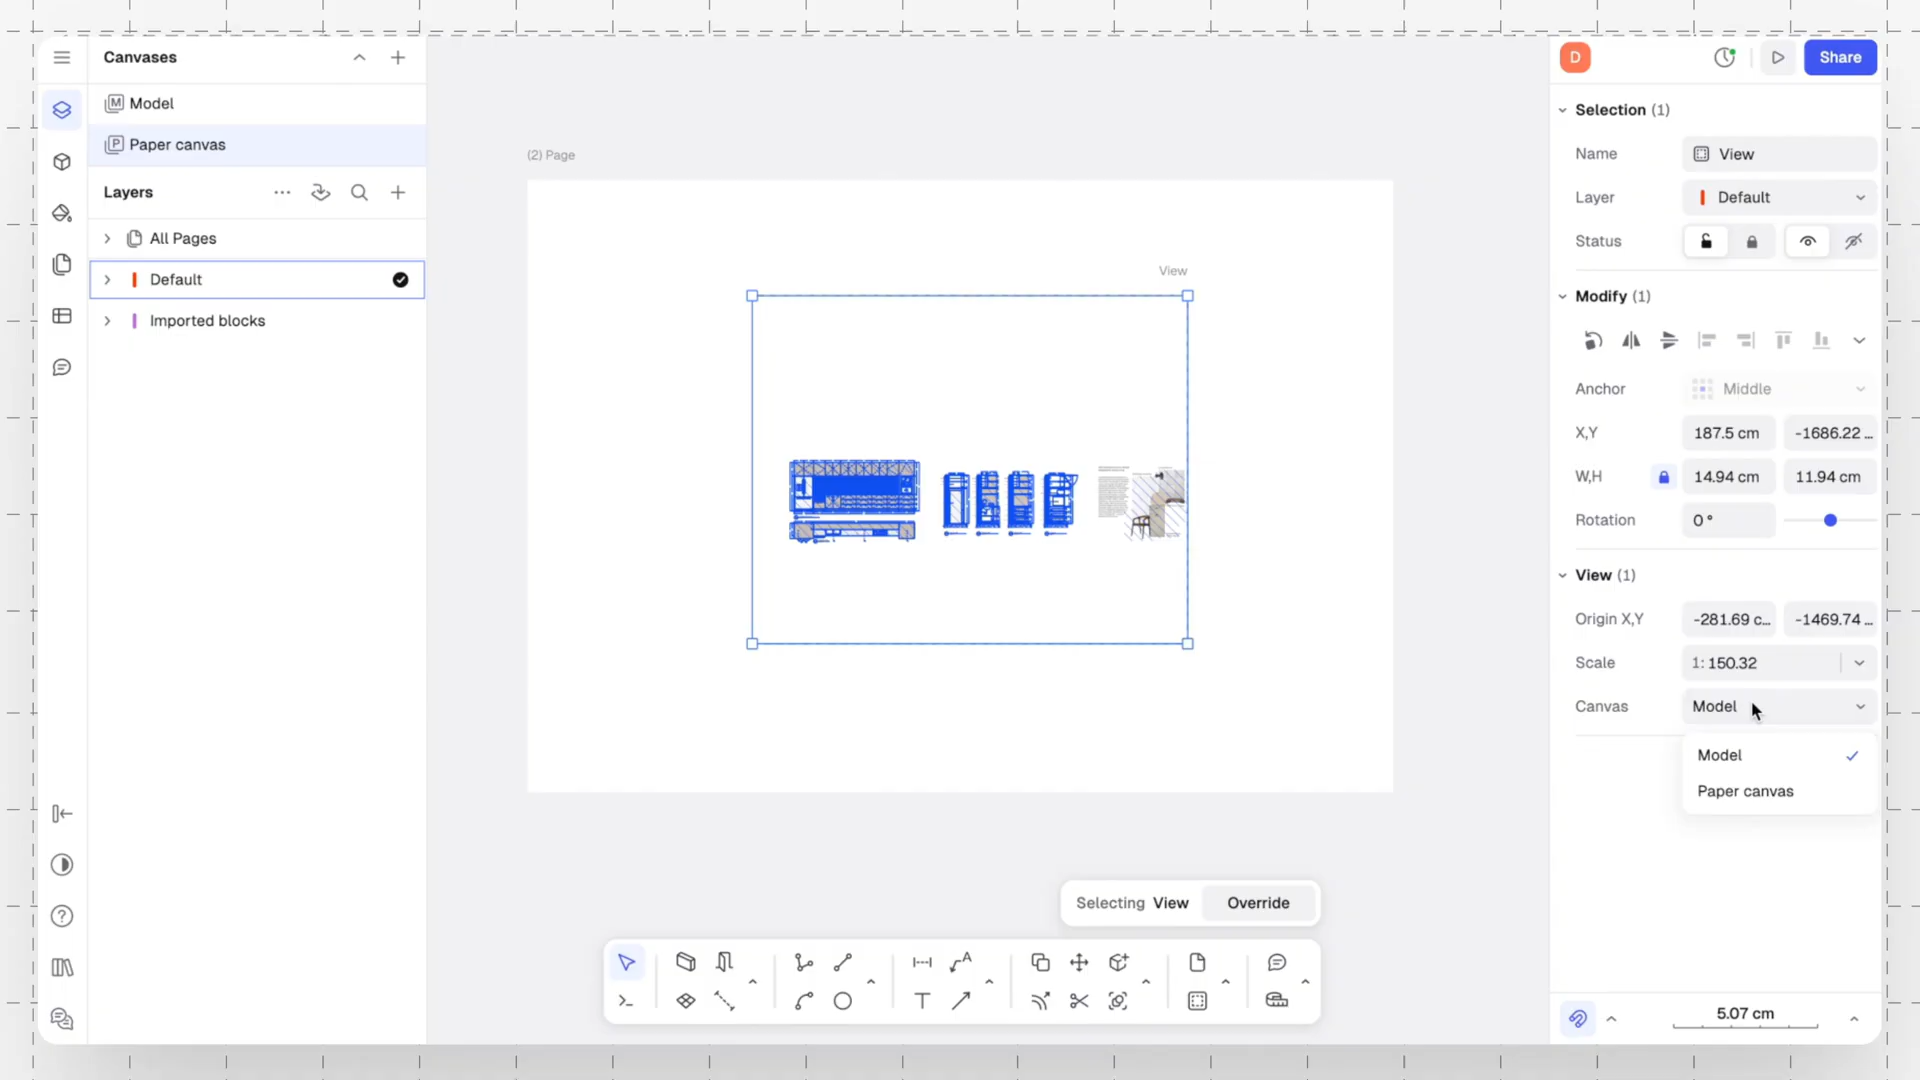 Canvases
Model
Paper canvas
Layers
All Pages
Default
Imported blocks
(2) Page
View
Selecting View Override
D
Share
Selection (1)
Name View
Layer Default
Status
Modify (1)
Anchor Middle
X,Y 187.5 cm -1686.22 ...
W,H 14.94 cm 11.94 cm
Rotation 0 °
View (1)
Origin X,Y -281.69 c... -1469.74 ...
Scale 1: 150.32
Canvas Model
Model
Paper canvas
5.07 cm